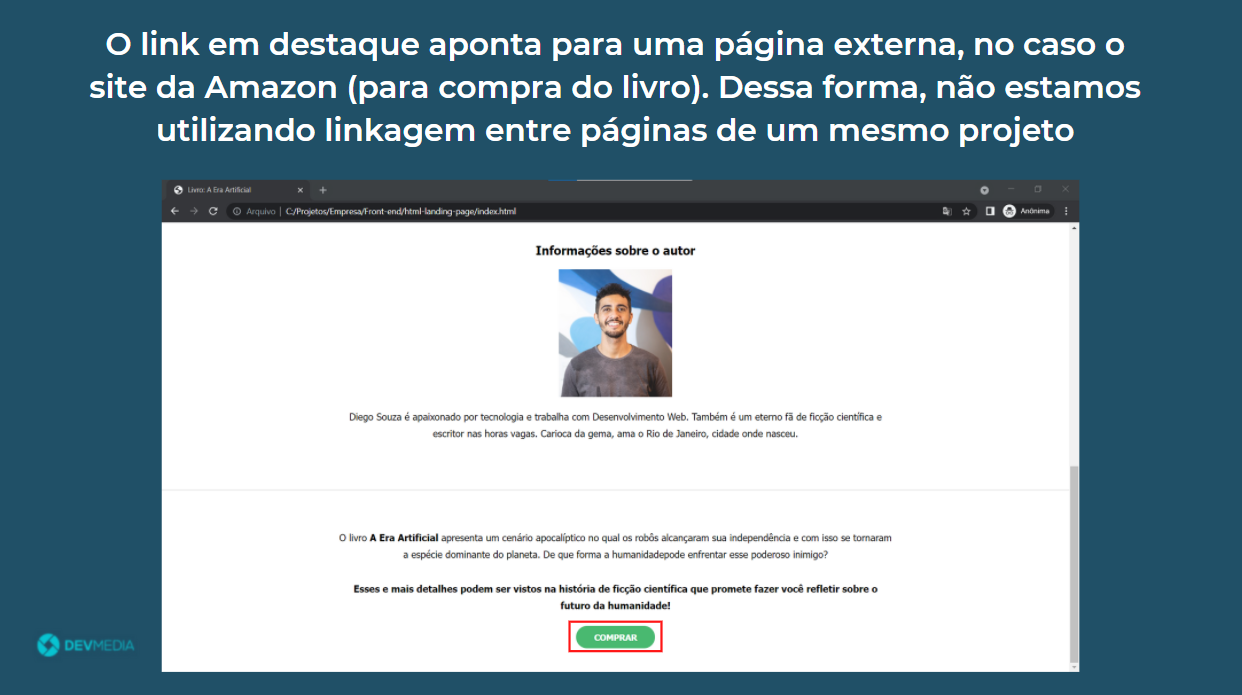 O link em destaque aponta para uma página externa, no caso o
site da Amazon (para compra do livro). Dessa forma, não estamos
utilizando linkagem entre páginas de um mesmo projeto
Livro: A Era Artificial
Arquivo | C:/Projetos/Empresa/Front-end/html-landing-page/index.html
Anônima
Informações sobre o autor
Diego Souza é apaixonado por tecnologia e trabalha com Desenvolvimento Web. Também é um eterno fã de ficção científica e
escritor nas horas vagas. Carioca da gema, ama o Rio de Janeiro, cidade onde nasceu.
O livro A Era Artificial apresenta um cenário apocalíptico no qual os robôs alcançaram sua independência e com isso se tornaram
a espécie dominante do planeta. De que forma a humanidadepode enfrentar esse poderoso inimigo?
Esses e mais detalhes podem ser vistos na história de ficção científica que promete fazer você refletir sobre o
futuro da humanidade!
COMPRAR
DEVMEDIA